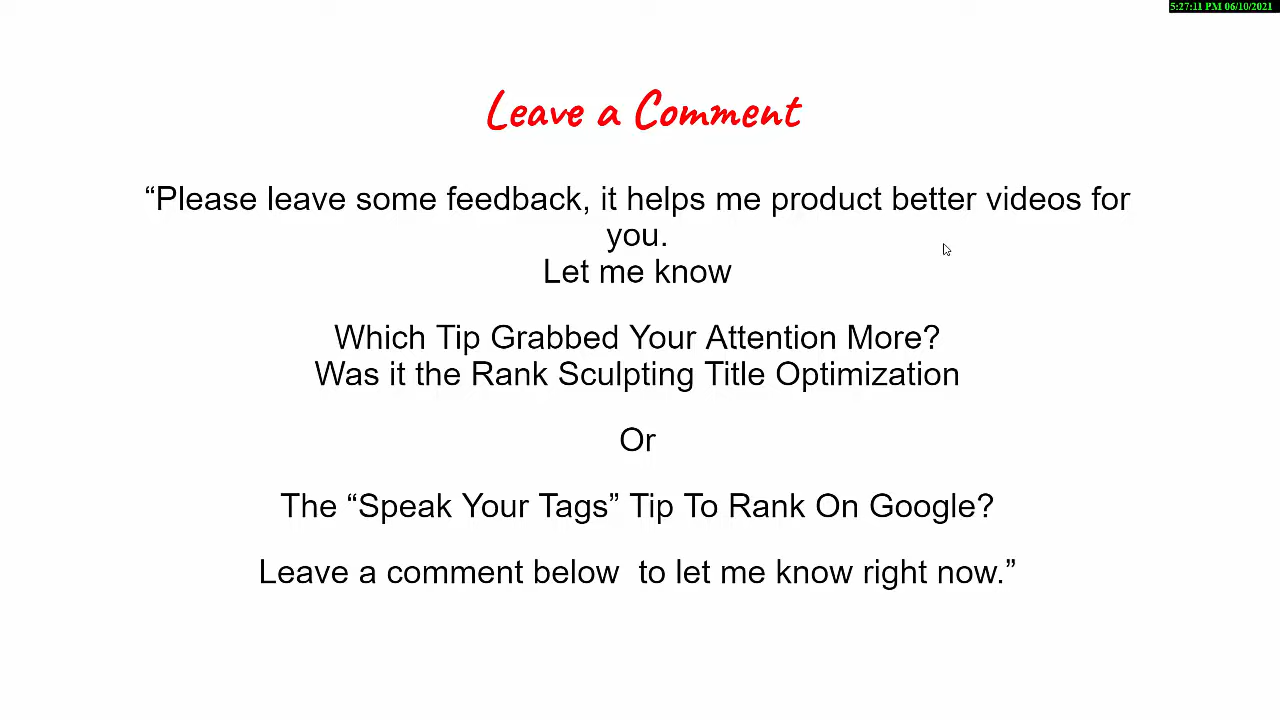 5:27:11 PM 06/10/2021
Leave a Comment
“Please leave some feedback, it helps me product better videos for
you.
Let me know
Which Tip Grabbed Your Attention More?
Was it the Rank Sculpting Title Optimization
Or
The “Speak Your Tags” Tip To Rank On Google?
Leave a comment below  to let me know right now.”